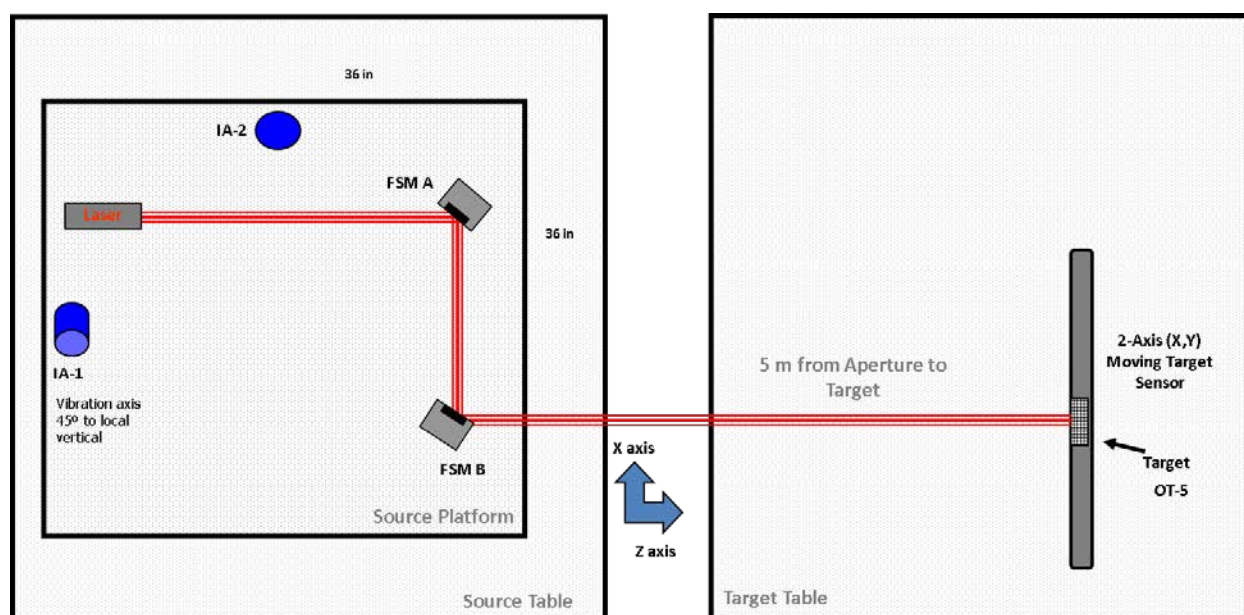 36 in
IA-2
FSM A
Laser
36 in
IA-1
Vibration axis
45º to local
vertical
FSM B
Source Platform
Source Table
X axis
Z axis
5 m from Aperture to
Target
2-Axis (X,Y)
Moving Target
Sensor
Target
OT-5
Target Table